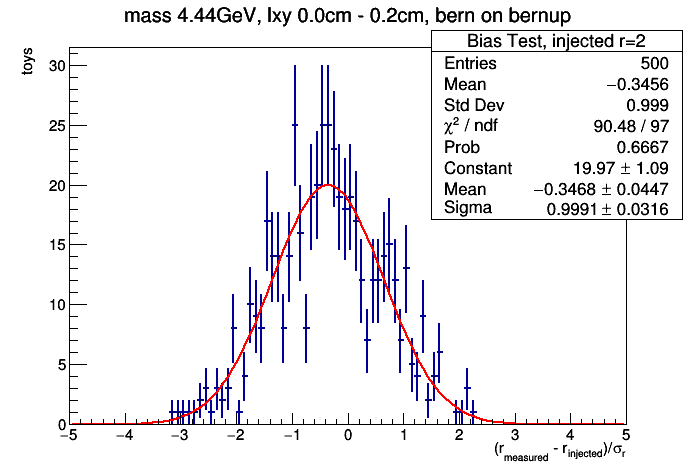 mass 4.44GeV, lxy 0.0cm - 0.2cm, bern on bernup
Bias Test, injected r=2
Entries 500
Mean −0.3456
Std Dev 0.999
χ² / ndf 90.48 / 97
Prob 0.6667
Constant 19.97 ± 1.09
Mean −0.3468 ± 0.0447
Sigma 0.9991 ± 0.0316
toys
30
25
20
15
10
5
0
−5 −4 −3 −2 −1 0 1 2 3 4 5
(r_measured - r_injected)/σ_r